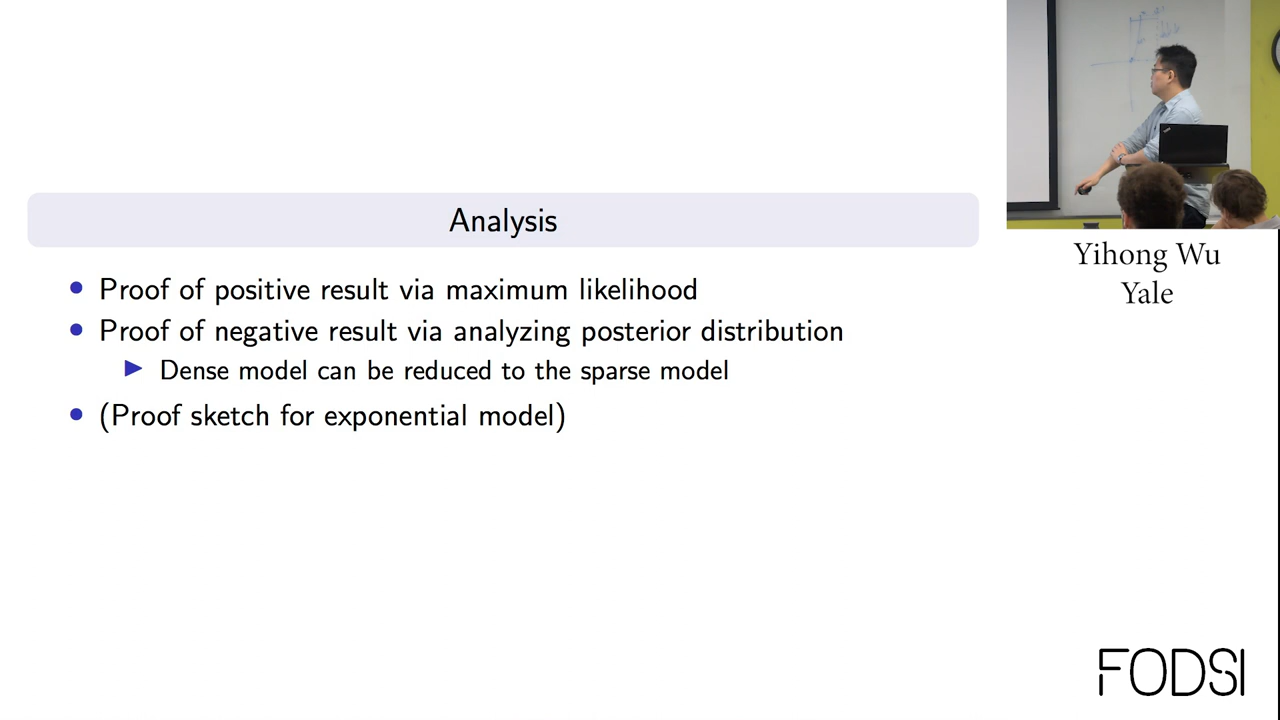 Analysis
• Proof of positive result via maximum likelihood
• Proof of negative result via analyzing posterior distribution
▶ Dense model can be reduced to the sparse model
• (Proof sketch for exponential model)
Yihong Wu
Yale
FODSI